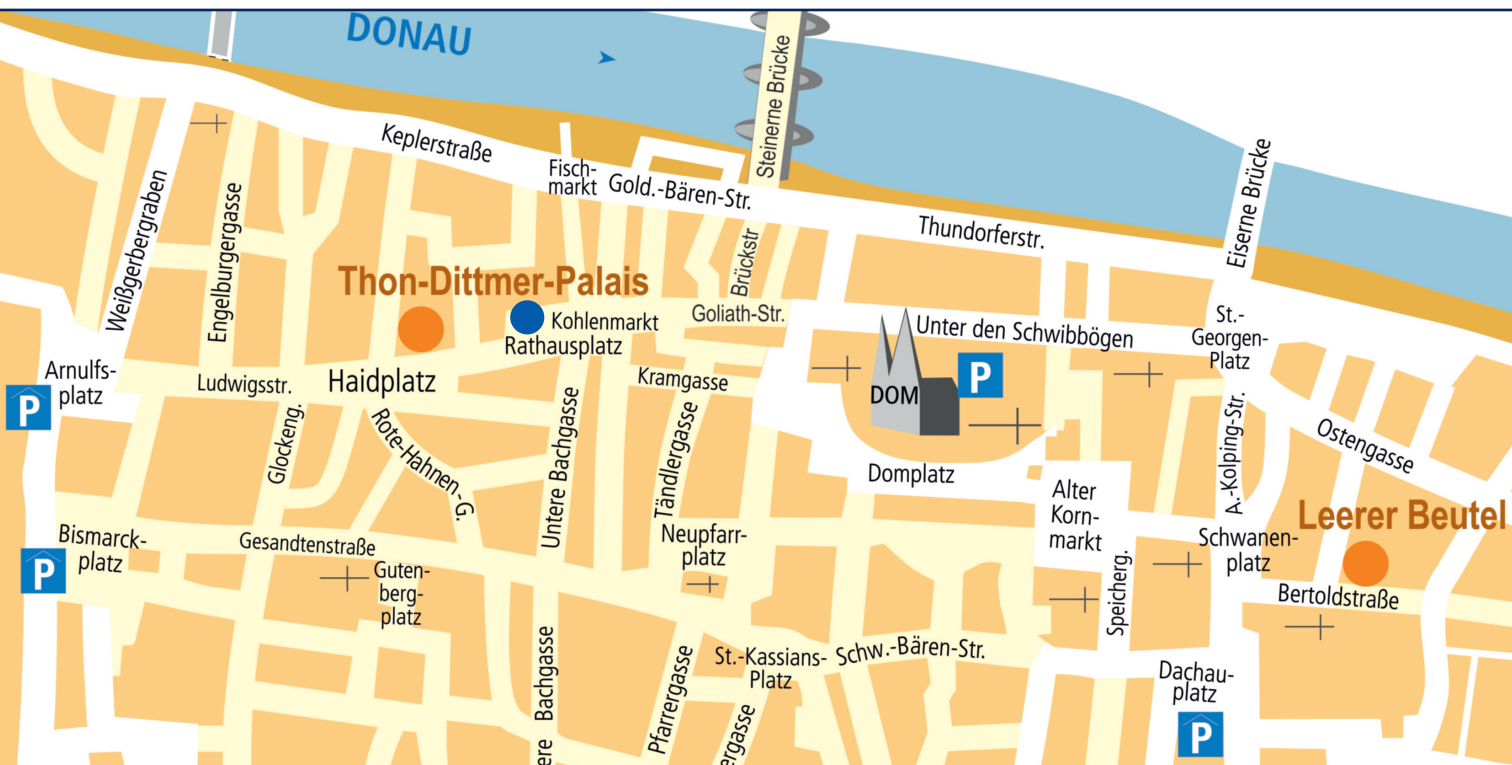 DONAU
Steinerne Brücke
Keplerstraße
Fisch-
markt
Gold.-Bären-Str.
Thundorferstr.
Eiserne Brücke
Weißgerbergraben
Engelburgergasse
Thon-Dittmer-Palais
Brückstr
Goliath-Str.
Kohlenmarkt
Rathausplatz
Unter den Schwibbögen
St.-
Georgen-
Platz
Arnulfs-
platz
P
Ludwigsstr.
Haidplatz
Kramgasse
DOM
P
Glockeng.
Rote-Hahnen-G.
Untere Bachgasse
Tändlergasse
Domplatz
A.-Kolping-Str.
Ostengasse
Alter
Korn-
markt
Leerer Beutel
Bismarck-
platz
P
Gesandtenstraße
Guten-
berg-
platz
Neupfarr-
platz
Schwanen-
platz
Speicherg.
Bertoldstraße
Bachgasse
ere
Pfarrergasse
ergasse
St.-Kassians-
Platz
Schw.-Bären-Str.
Dachau-
platz
P